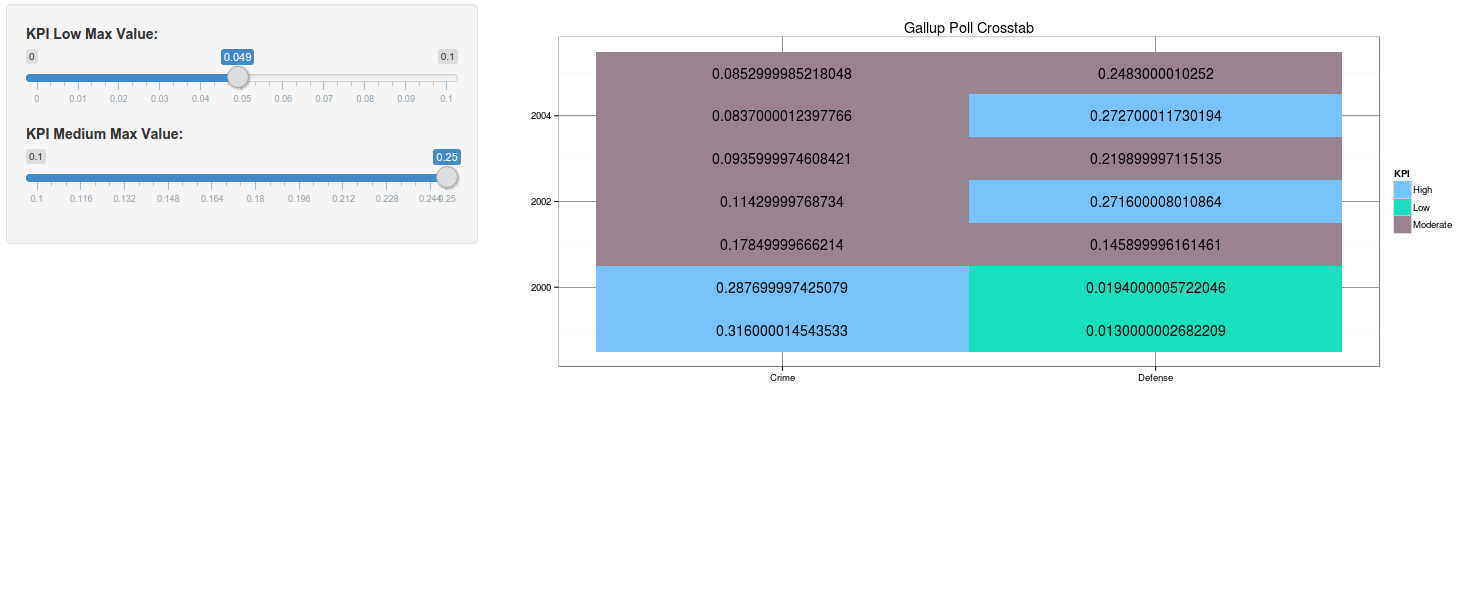 KPI Low Max Value:
0 0.049 0.1
0 0.01 0.02 0.03 0.04 0.05 0.06 0.07 0.08 0.09 0.1
KPI Medium Max Value:
0.1 0.25
0.1 0.116 0.132 0.148 0.164 0.18 0.196 0.212 0.228 0.244 0.25
Gallup Poll Crosstab
0.0852999985218048 0.2483000010252
2004 0.0837000012397766 0.272700011730194
0.0935999974608421 0.219899997115135
2002 0.11429999768734 0.271600008010864
0.17849999666214 0.145899996161461
2000 0.287699997425079 0.0194000005722046
0.316000014543533 0.0130000002682209
Crime Defense
KPI
High
Low
Moderate